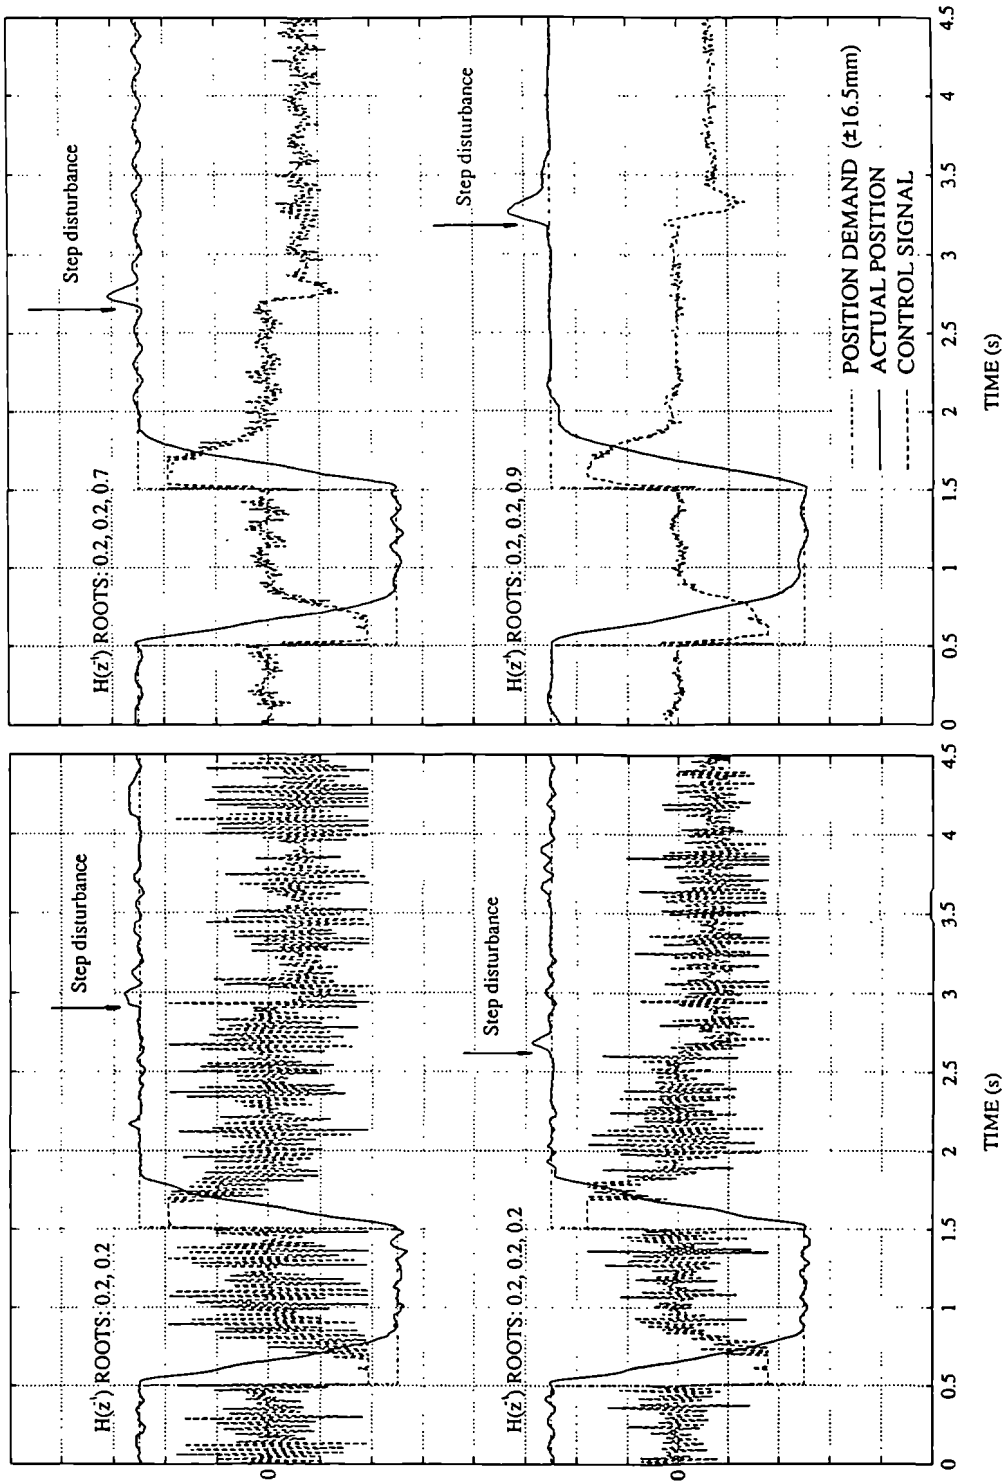 H(z⁻¹) ROOTS: 0.2, 0.2
Step disturbance
0
H(z⁻¹) ROOTS: 0.2, 0.2, 0.7
Step disturbance
H(z⁻¹) ROOTS: 0.2, 0.2, 0.2
Step disturbance
0
H(z⁻¹) ROOTS: 0.2, 0.2, 0.9
Step disturbance
POSITION DEMAND (±16.5mm)
ACTUAL POSITION
CONTROL SIGNAL
0 0.5 1 1.5 2 2.5 3 3.5 4 4.5
0 0.5 1 1.5 2 2.5 3 3.5 4 4.5
TIME (s)
TIME (s)